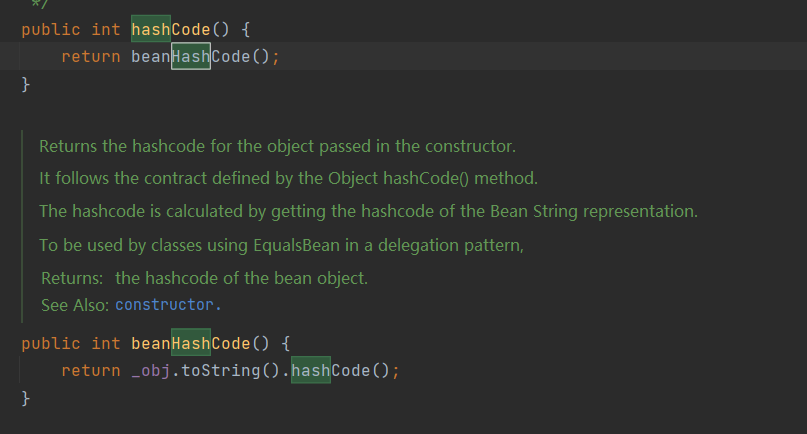 */
public int hashCode() {
return beanHashCode();
}
Returns the hashcode for the object passed in the constructor.
It follows the contract defined by the Object hashCode() method.
The hashcode is calculated by getting the hashcode of the Bean String representation.
To be used by classes using EqualsBean in a delegation pattern,
Returns: the hashcode of the bean object.
See Also: constructor.
public int beanHashCode() {
return _obj.toString().hashCode();
}